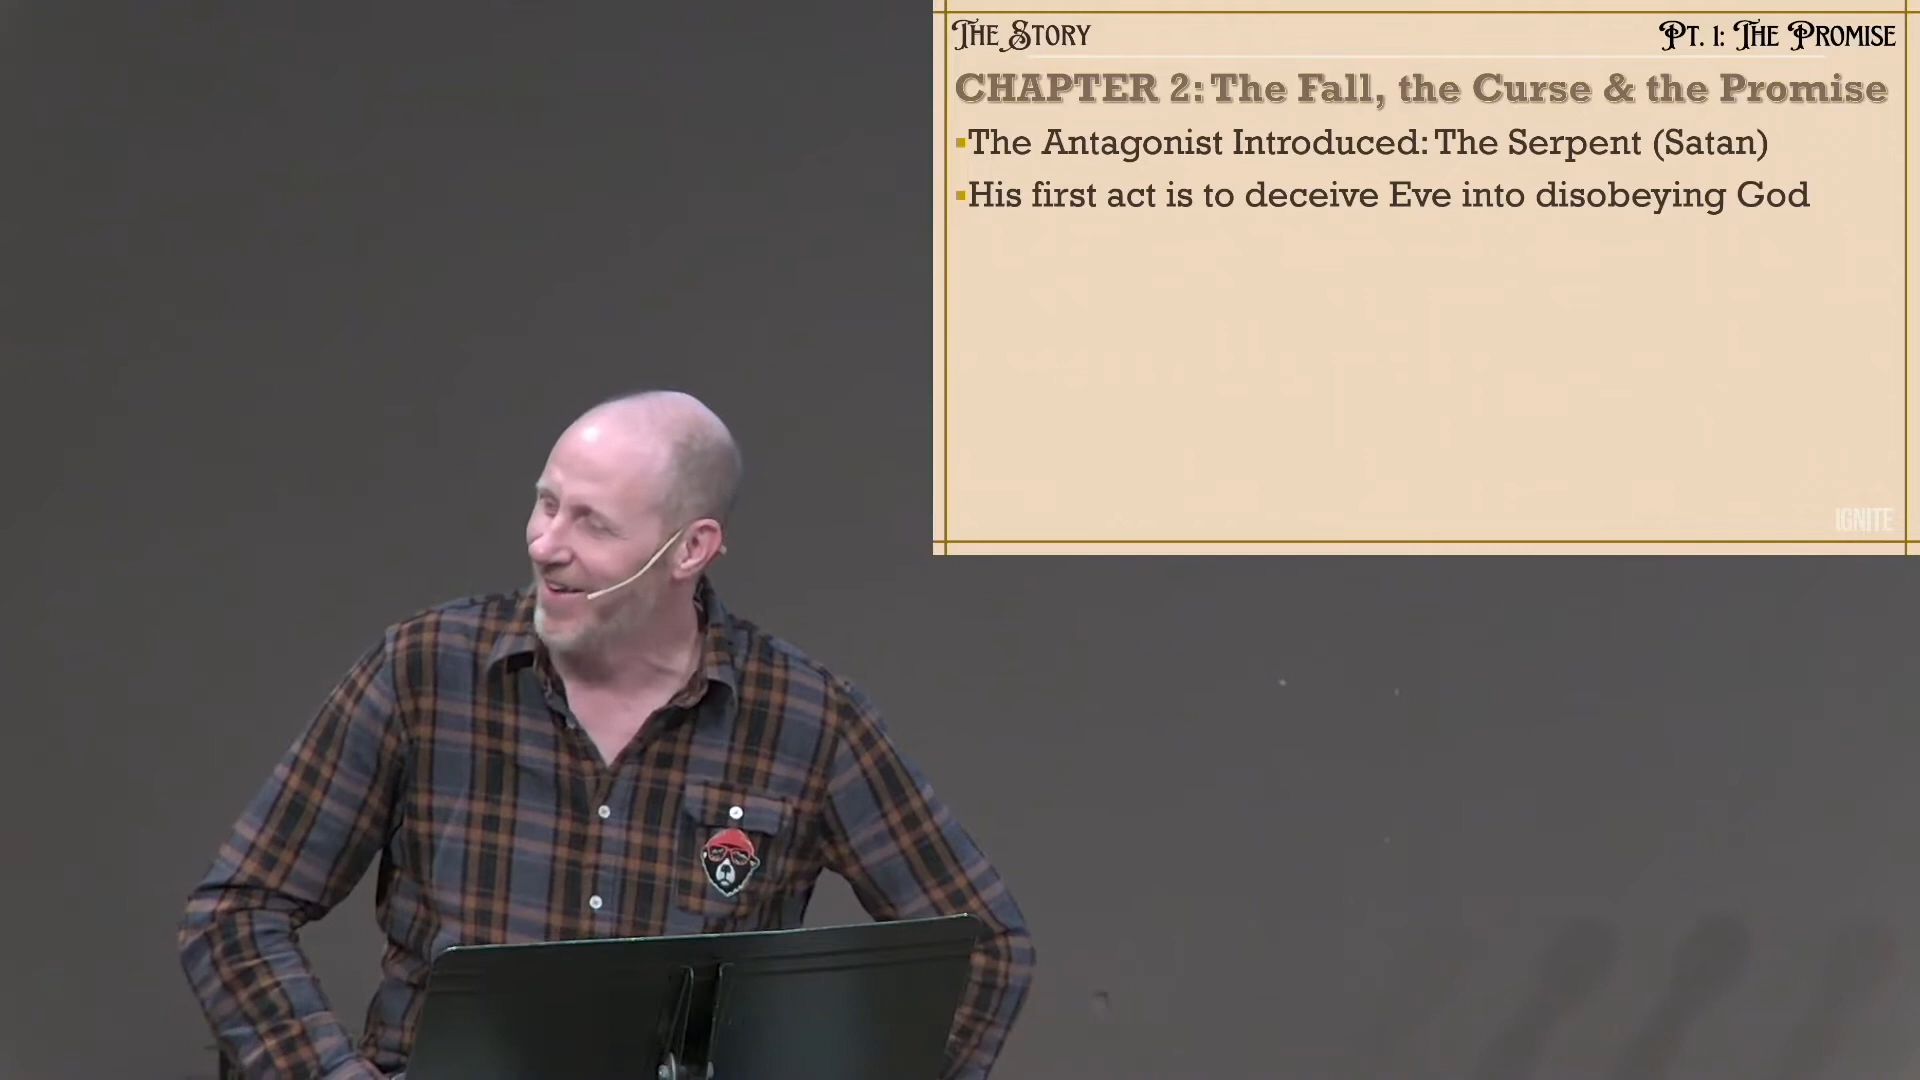 The Story
Pt. 1: The Promise
CHAPTER 2: The Fall, the Curse & the Promise
▪The Antagonist Introduced: The Serpent (Satan)
▪His first act is to deceive Eve into disobeying God
IGNITE